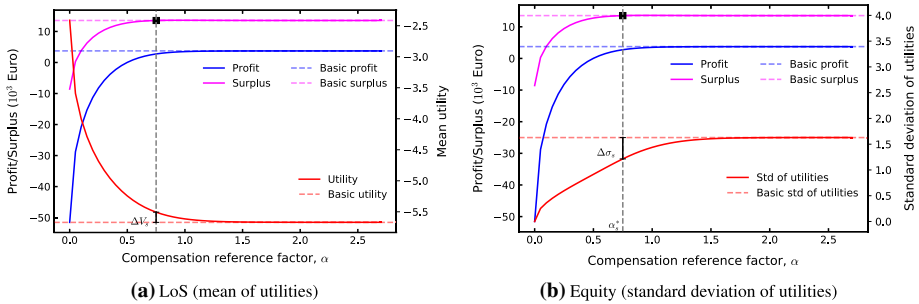 10
0
−10
−20
−30
−40
−50
Profit/Surplus (10³ Euro)
0.0
0.5
1.0
1.5
2.0
2.5
Compensation reference factor, α
−2.5
−3.0
−3.5
−4.0
−4.5
−5.0
−5.5
Mean utility
Profit
Surplus
Basic profit
Basic surplus
Utility
Basic utility
ΔVₛ
(a) LoS (mean of utilities)
10
0
−10
−20
−30
−40
−50
Profit/Surplus (10³ Euro)
0.0
0.5
α*ₛ
1.0
1.5
2.0
2.5
Compensation reference factor, α
4.0
3.5
3.0
2.5
2.0
1.5
1.0
0.5
0.0
Standard deviation of utilities
Profit
Surplus
Basic profit
Basic surplus
Δσₛ
Std of utilities
Basic std of utilities
(b) Equity (standard deviation of utilities)